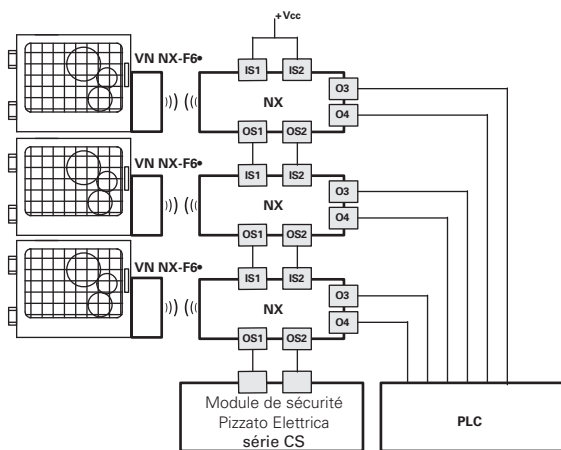 +Vcc
VN NX-F6•
IS1 IS2
NX
O3
O4
OS1 OS2
VN NX-F6•
IS1 IS2
NX
O3
O4
OS1 OS2
VN NX-F6•
IS1 IS2
NX
O3
O4
OS1 OS2
Module de sécurité
Pizzato Elettrica
série CS
PLC